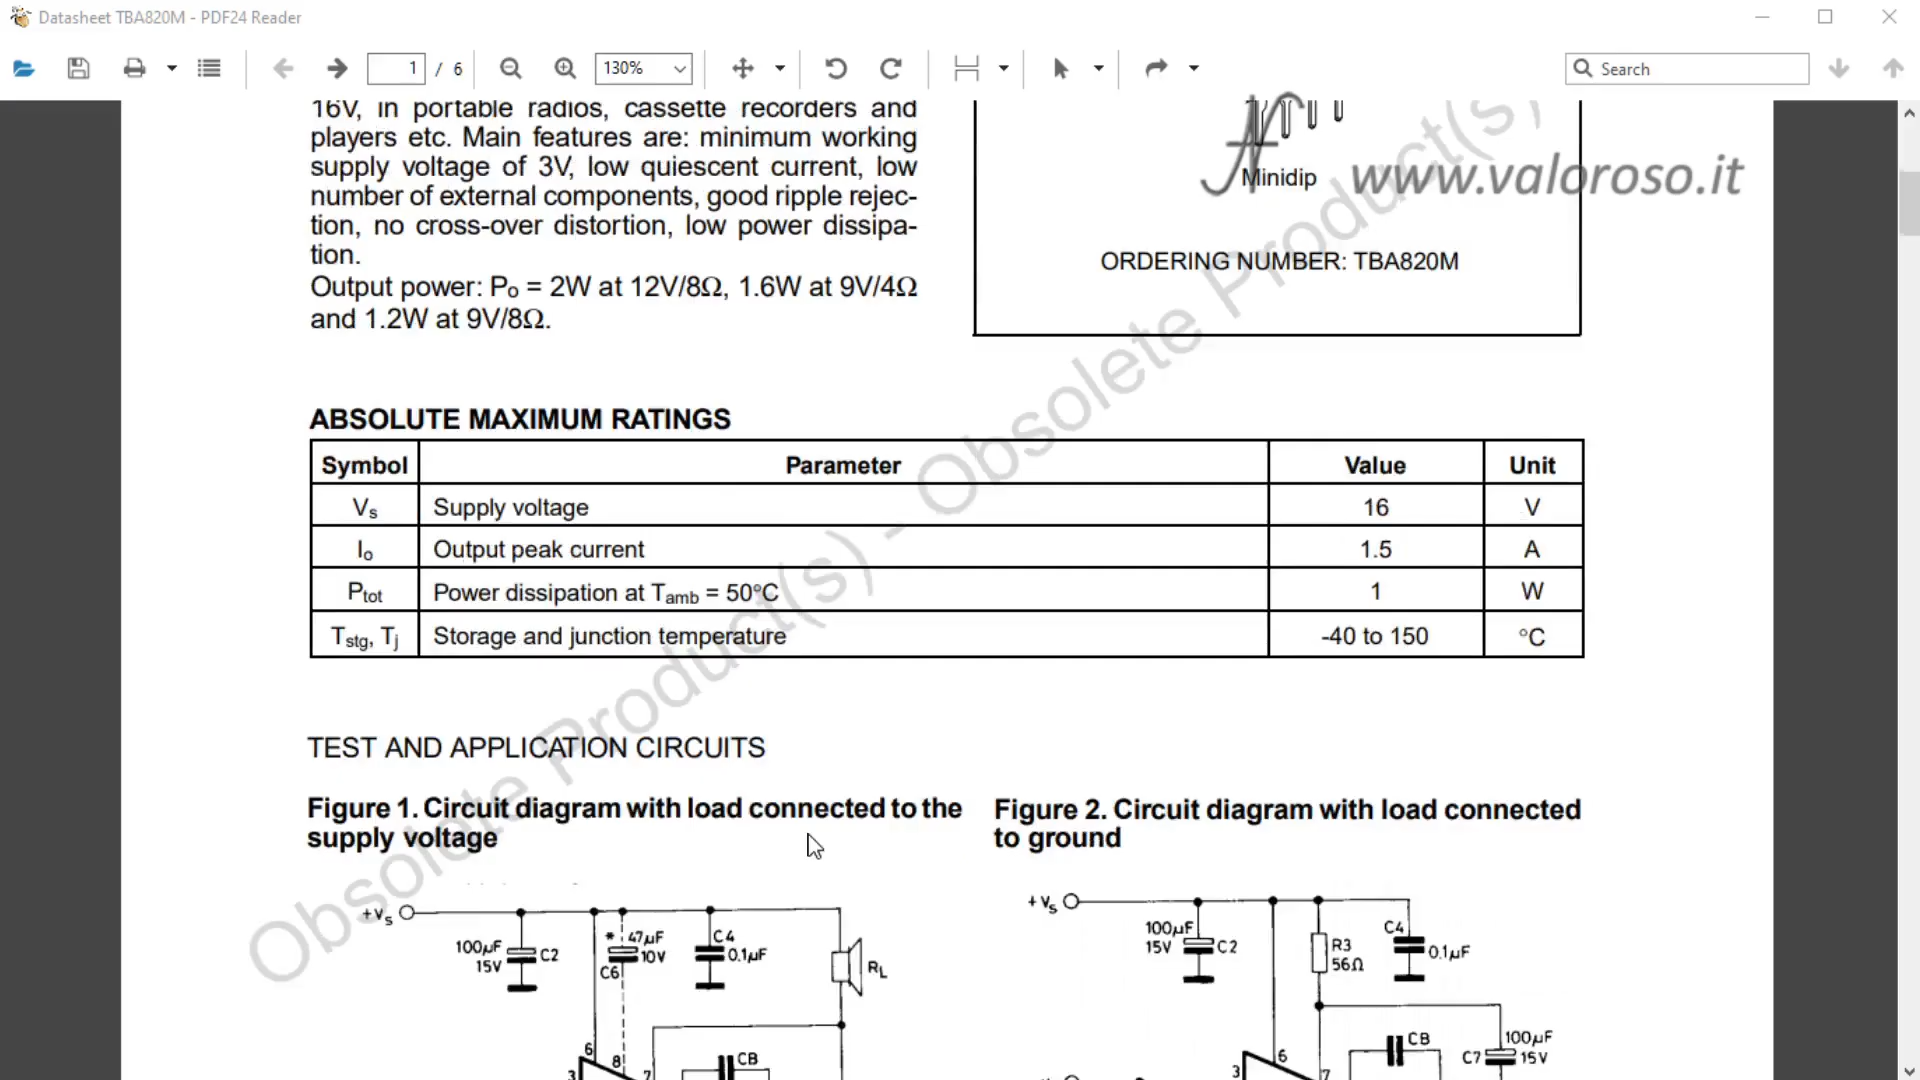 Datasheet TBA820M - PDF24 Reader
1 / 6
130%
Search
16V, in portable radios, cassette recorders and
players etc. Main features are: minimum working
supply voltage of 3V, low quiescent current, low
number of external components, good ripple rejec-
tion, no cross-over distortion, low power dissipa-
tion.
Output power: Po = 2W at 12V/8Ω, 1.6W at 9V/4Ω
and 1.2W at 9V/8Ω.
Minidip
www.valoroso.it
ORDERING NUMBER: TBA820M
Obsolete Product(s) - Obsolete Product(s)
ABSOLUTE MAXIMUM RATINGS
Symbol Parameter Value Unit
Vs Supply voltage 16 V
Io Output peak current 1.5 A
Ptot Power dissipation at Tamb = 50°C 1 W
Tstg, Tj Storage and junction temperature -40 to 150 °C
TEST AND APPLICATION CIRCUITS
Figure 1. Circuit diagram with load connected to the
supply voltage
+Vs
100µF
15V
C2
* 47µF
10V
C6
C4
0.1µF
RL
6
8
3
7
CB
Figure 2. Circuit diagram with load connected
to ground
+Vs
100µF
15V
C2
R3
56Ω
C4
0.1µF
CB
100µF
C7
15V
6
3
7